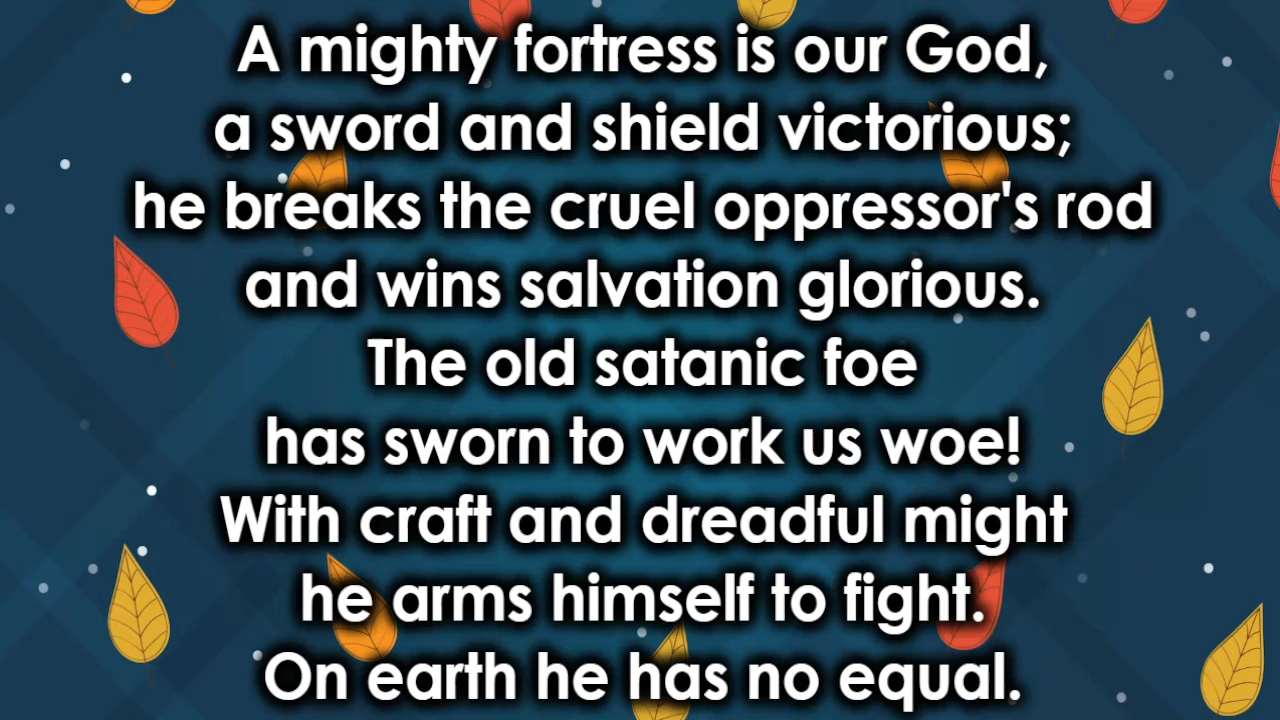 A mighty fortress is our God,
a sword and shield victorious;
he breaks the cruel oppressor's rod
and wins salvation glorious.
The old satanic foe
has sworn to work us woe!
With craft and dreadful might
he arms himself to fight.
On earth he has no equal.